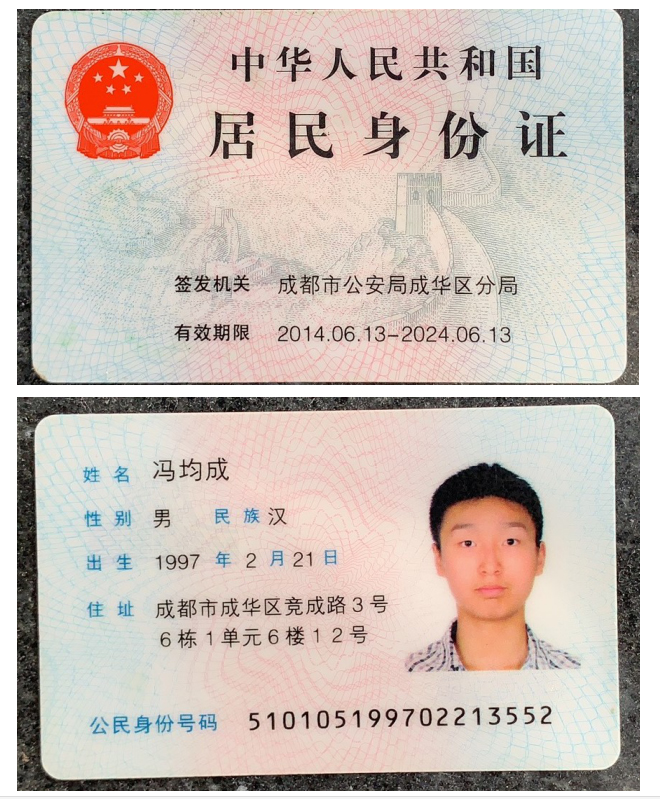 中华人民共和国
居民身份证
签发机关 成都市公安局成华区分局
有效期限 2014.06.13-2024.06.13
姓名 冯均成
性别 男 民族 汉
出生 1997 年 2 月 21 日
住址 成都市成华区竞成路3号
6栋1单元6楼12号
公民身份号码 510105199702213552